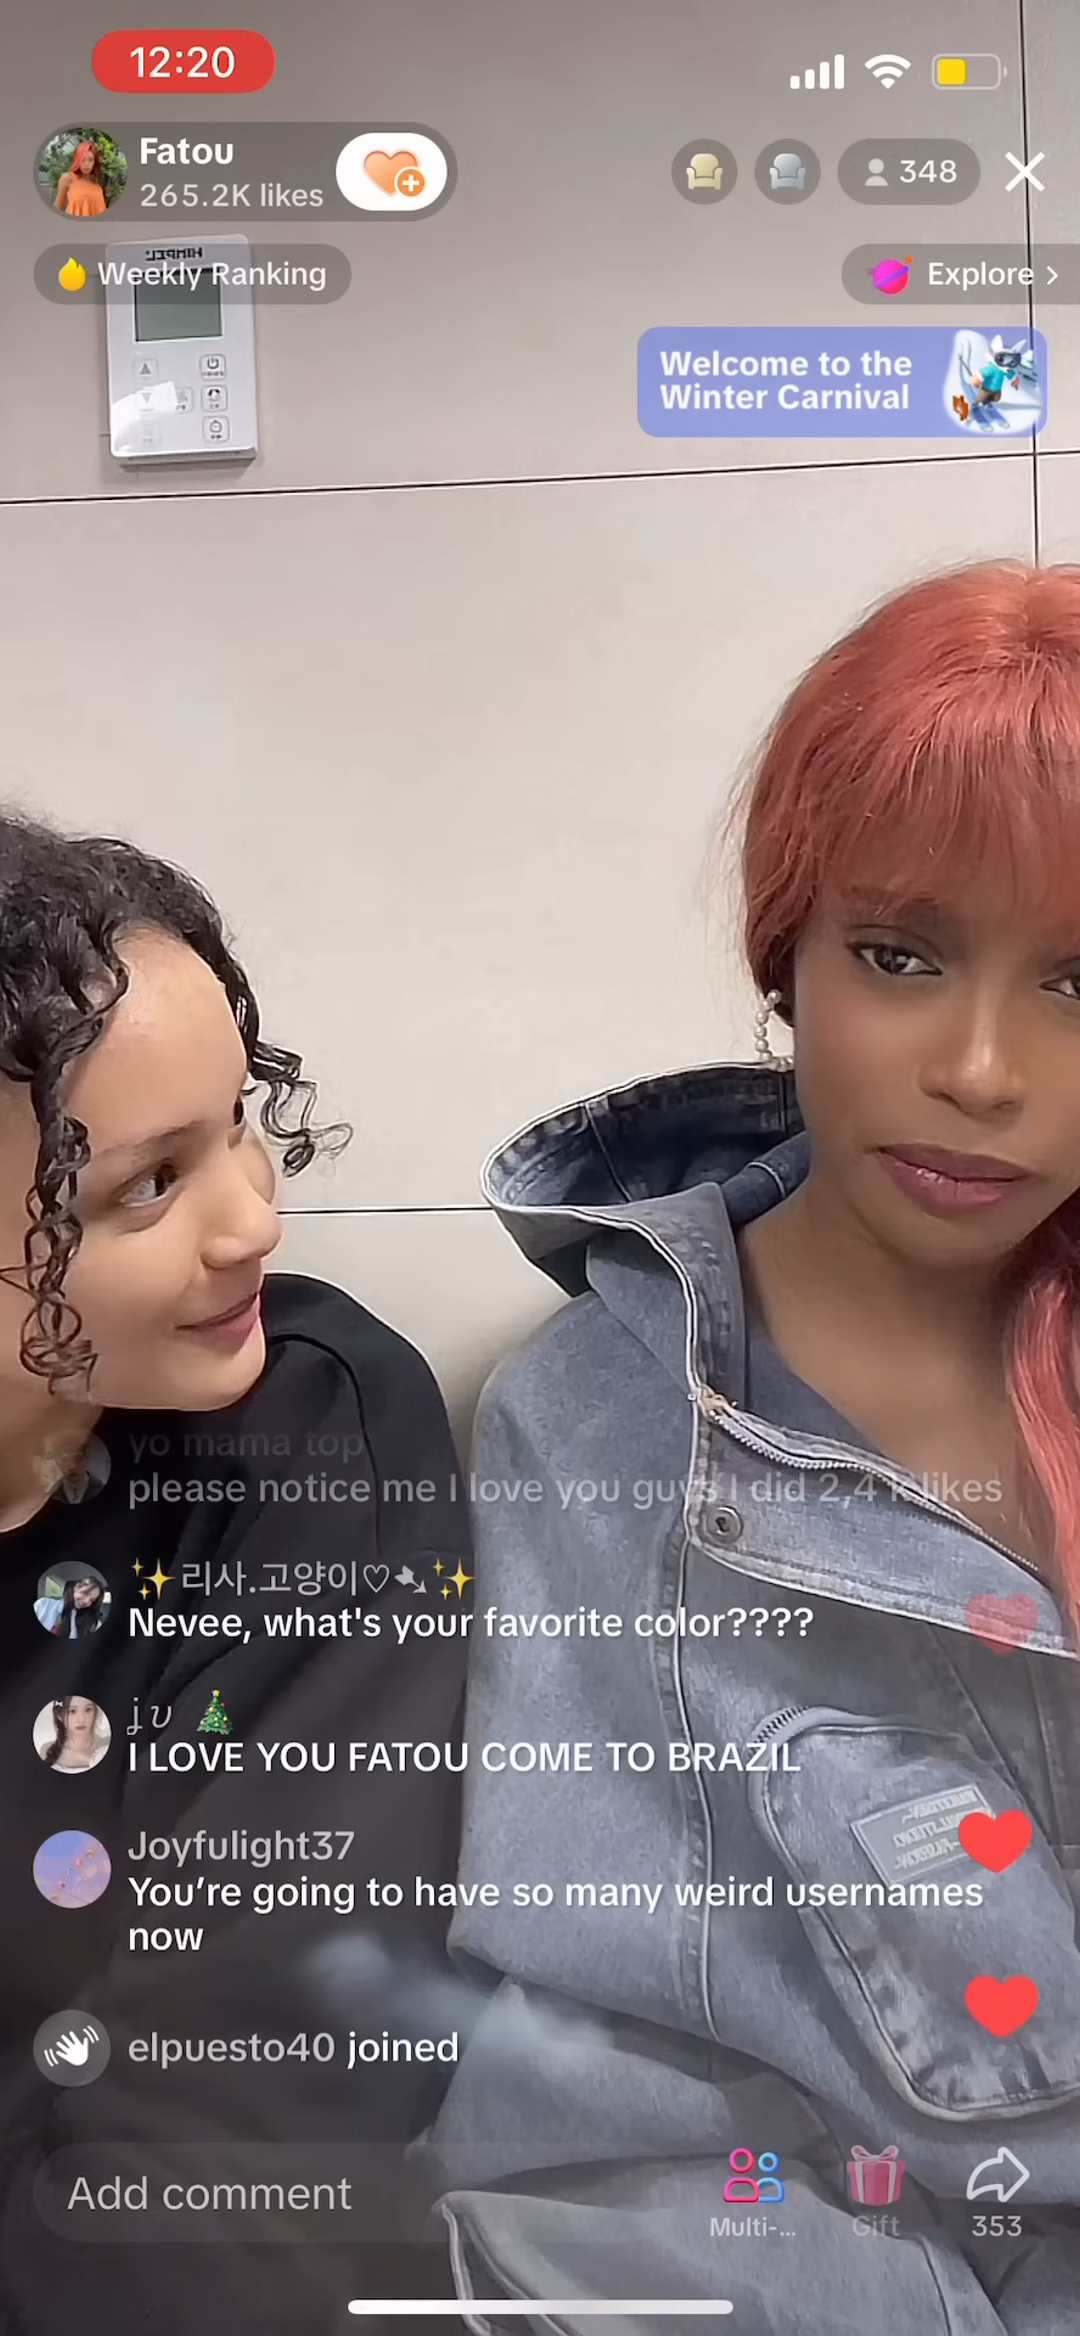 12:20
Fatou
265.2K likes
348
Weekly Ranking
Explore >
Welcome to the
Winter Carnival
yo mama top
please notice me I love you guys I did 2,4 k likes
✨리사.고양이♡✨
Nevee, what's your favorite color????
🎄
I LOVE YOU FATOU COME TO BRAZIL
Joyfulight37
You’re going to have so many weird usernames
now
elpuesto40 joined
Add comment
Multi-...
Gift
353